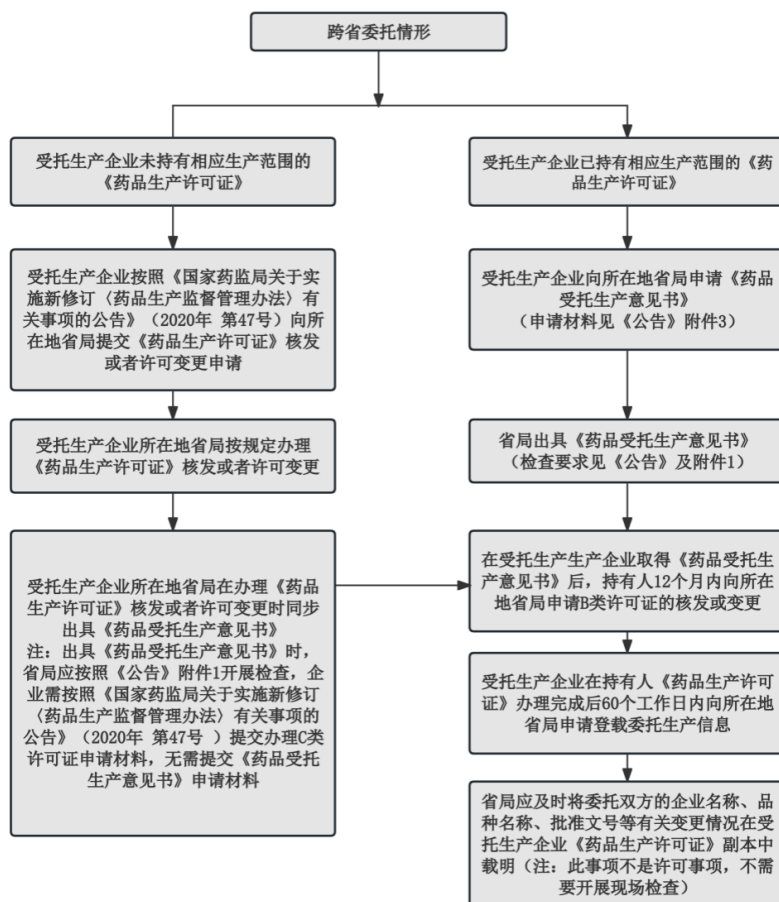 跨省委托情形
受托生产企业未持有相应生产范围的
《药品生产许可证》
受托生产企业按照《国家药监局关于实
施新修订〈药品生产监督管理办法〉有
关事项的公告》（2020年 第47号）向所
在地省局提交《药品生产许可证》核发
或者许可变更申请
受托生产企业所在地省局按规定办理
《药品生产许可证》核发或者许可变更
受托生产企业所在地省局在办理《药品
生产许可证》核发或者许可变更时同步
出具《药品受托生产意见书》
注：出具《药品受托生产意见书》时，
省局应按照《公告》附件1开展检查，企
业需按照《国家药监局关于实施新修订
〈药品生产监督管理办法〉有关事项的
公告》（2020年 第47号 ）提交办理C类
许可证申请材料，无需提交《药品受托
生产意见书》申请材料
受托生产企业已持有相应生产范围的《药
品生产许可证》
受托生产企业向所在地省局申请《药品
受托生产意见书》
（申请材料见《公告》附件3）
省局出具《药品受托生产意见书》
（检查要求见《公告》及附件1）
在受托生产生产企业取得《药品受托生
产意见书》后，持有人12个月内向所在
地省局申请B类许可证的核发或变更
受托生产企业在持有人《药品生产许可
证》办理完成后60个工作日内向所在地
省局申请登载委托生产信息
省局应及时将委托双方的企业名称、品
种名称、批准文号等有关变更情况在受
托生产企业《药品生产许可证》副本中
载明（注：此事项不是许可事项，不需
要开展现场检查）